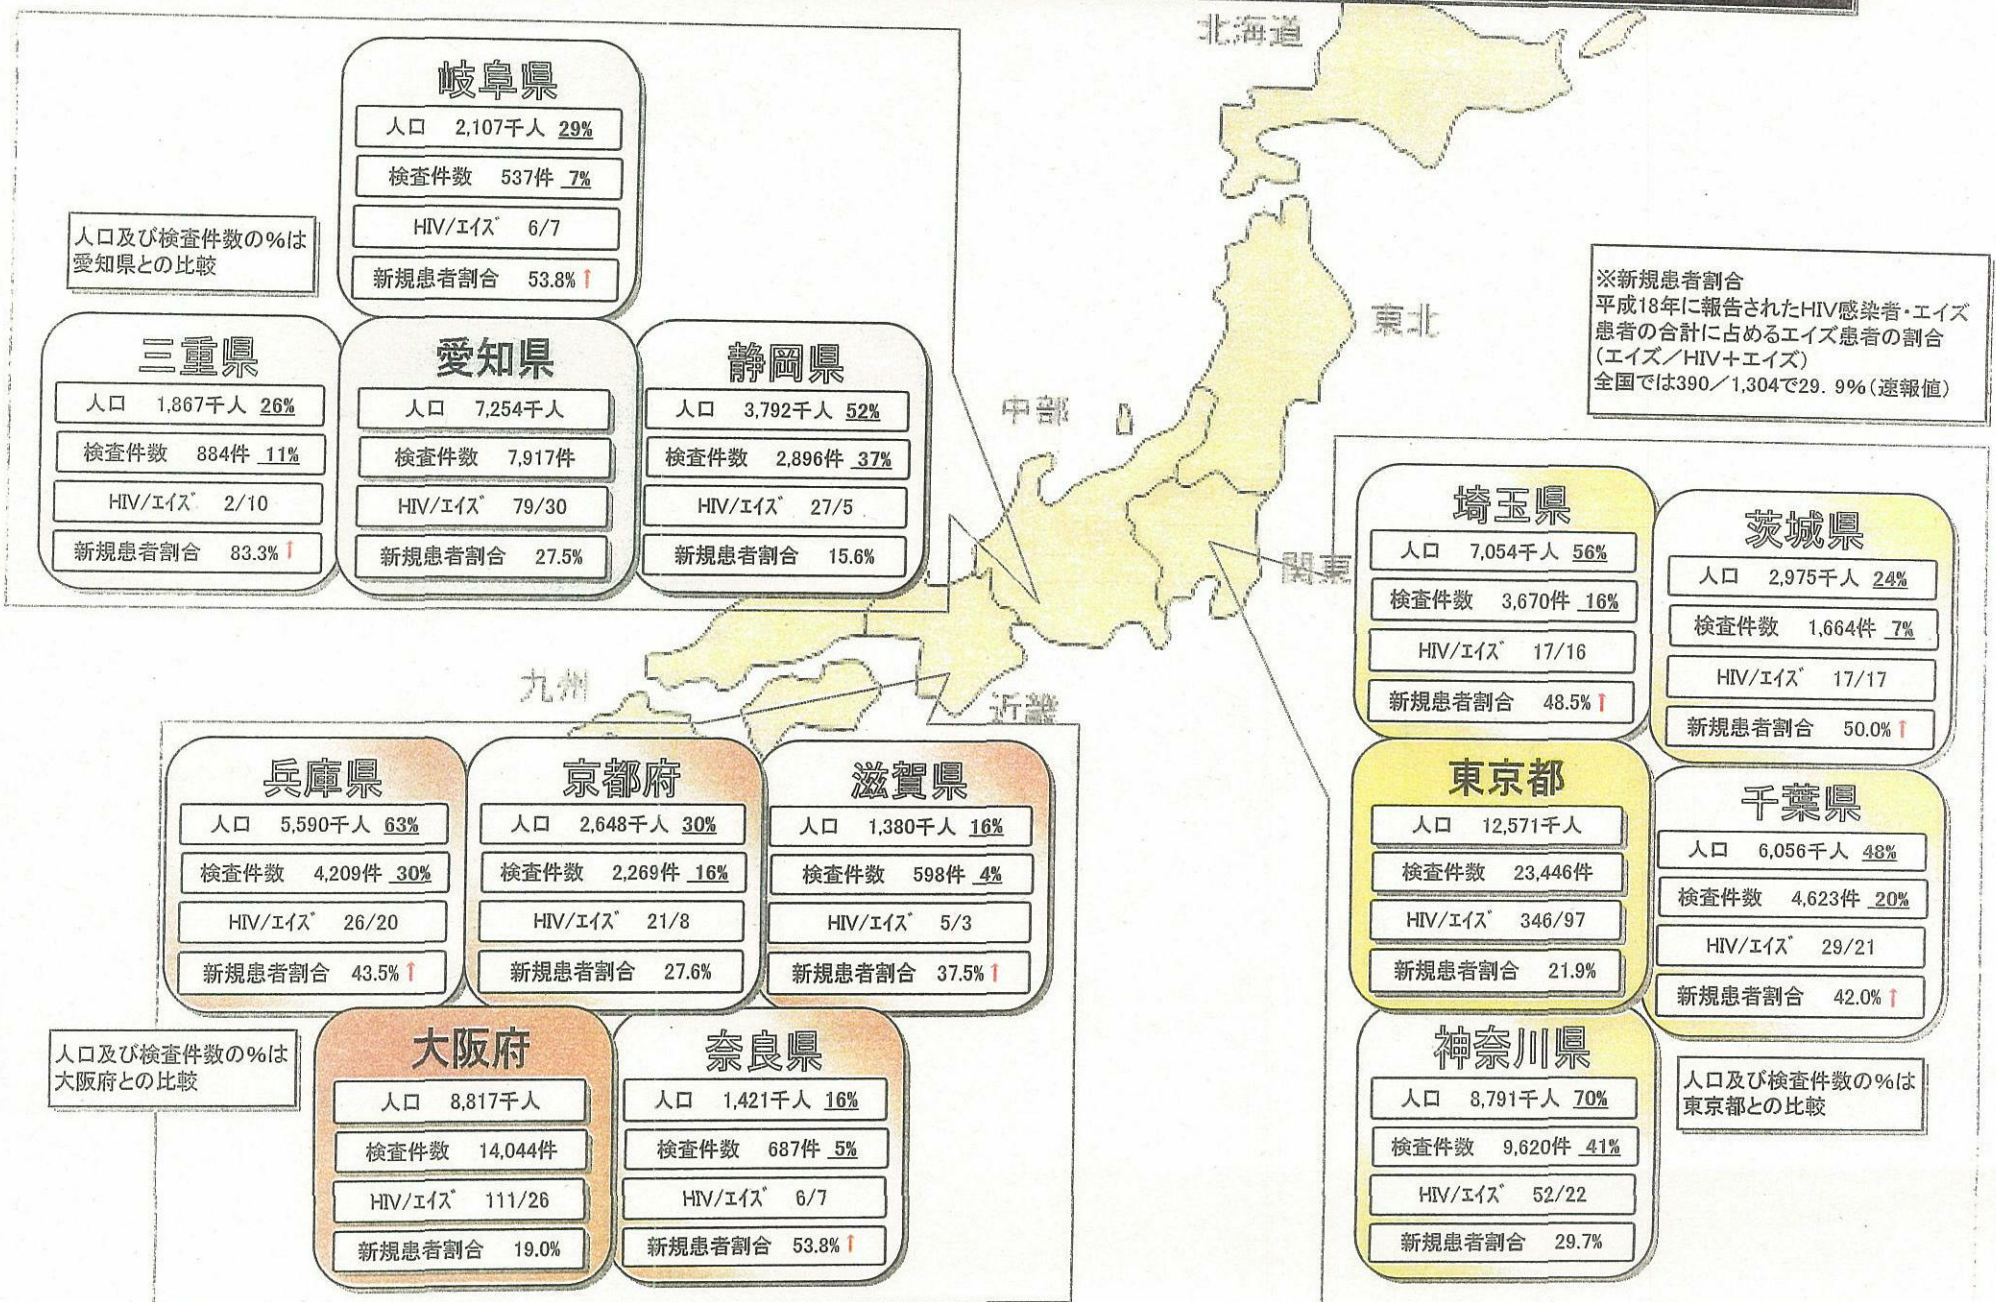 北海道
岐阜県
人口 2,107千人 29%
検査件数 537件 7%
HIV/エイズ 6/7
新規患者割合 53.8%↑
人口及び検査件数の%は
愛知県との比較
三重県
人口 1,867千人 26%
検査件数 884件 11%
HIV/エイズ 2/10
新規患者割合 83.3%↑
愛知県
人口 7,254千人
検査件数 7,917件
HIV/エイズ 79/30
新規患者割合 27.5%
静岡県
人口 3,792千人 52%
検査件数 2,896件 37%
HIV/エイズ 27/5
新規患者割合 15.6%
東北
中部
関東
近畿
九州
※新規患者割合
平成18年に報告されたHIV感染者・エイズ
患者の合計に占めるエイズ患者の割合
(エイズ/HIV+エイズ)
全国では390/1,304で29.9%(速報値)
埼玉県
人口 7,054千人 56%
検査件数 3,670件 16%
HIV/エイズ 17/16
新規患者割合 48.5%↑
茨城県
人口 2,975千人 24%
検査件数 1,664件 7%
HIV/エイズ 17/17
新規患者割合 50.0%↑
東京都
人口 12,571千人
検査件数 23,446件
HIV/エイズ 346/97
新規患者割合 21.9%
千葉県
人口 6,056千人 48%
検査件数 4,623件 20%
HIV/エイズ 29/21
新規患者割合 42.0%↑
神奈川県
人口 8,791千人 70%
検査件数 9,620件 41%
HIV/エイズ 52/22
新規患者割合 29.7%
人口及び検査件数の%は
東京都との比較
兵庫県
人口 5,590千人 63%
検査件数 4,209件 30%
HIV/エイズ 26/20
新規患者割合 43.5%↑
京都府
人口 2,648千人 30%
検査件数 2,269件 16%
HIV/エイズ 21/8
新規患者割合 27.6%
滋賀県
人口 1,380千人 16%
検査件数 598件 4%
HIV/エイズ 5/3
新規患者割合 37.5%↑
人口及び検査件数の%は
大阪府との比較
大阪府
人口 8,817千人
検査件数 14,044件
HIV/エイズ 111/26
新規患者割合 19.0%
奈良県
人口 1,421千人 16%
検査件数 687件 5%
HIV/エイズ 6/7
新規患者割合 53.8%↑